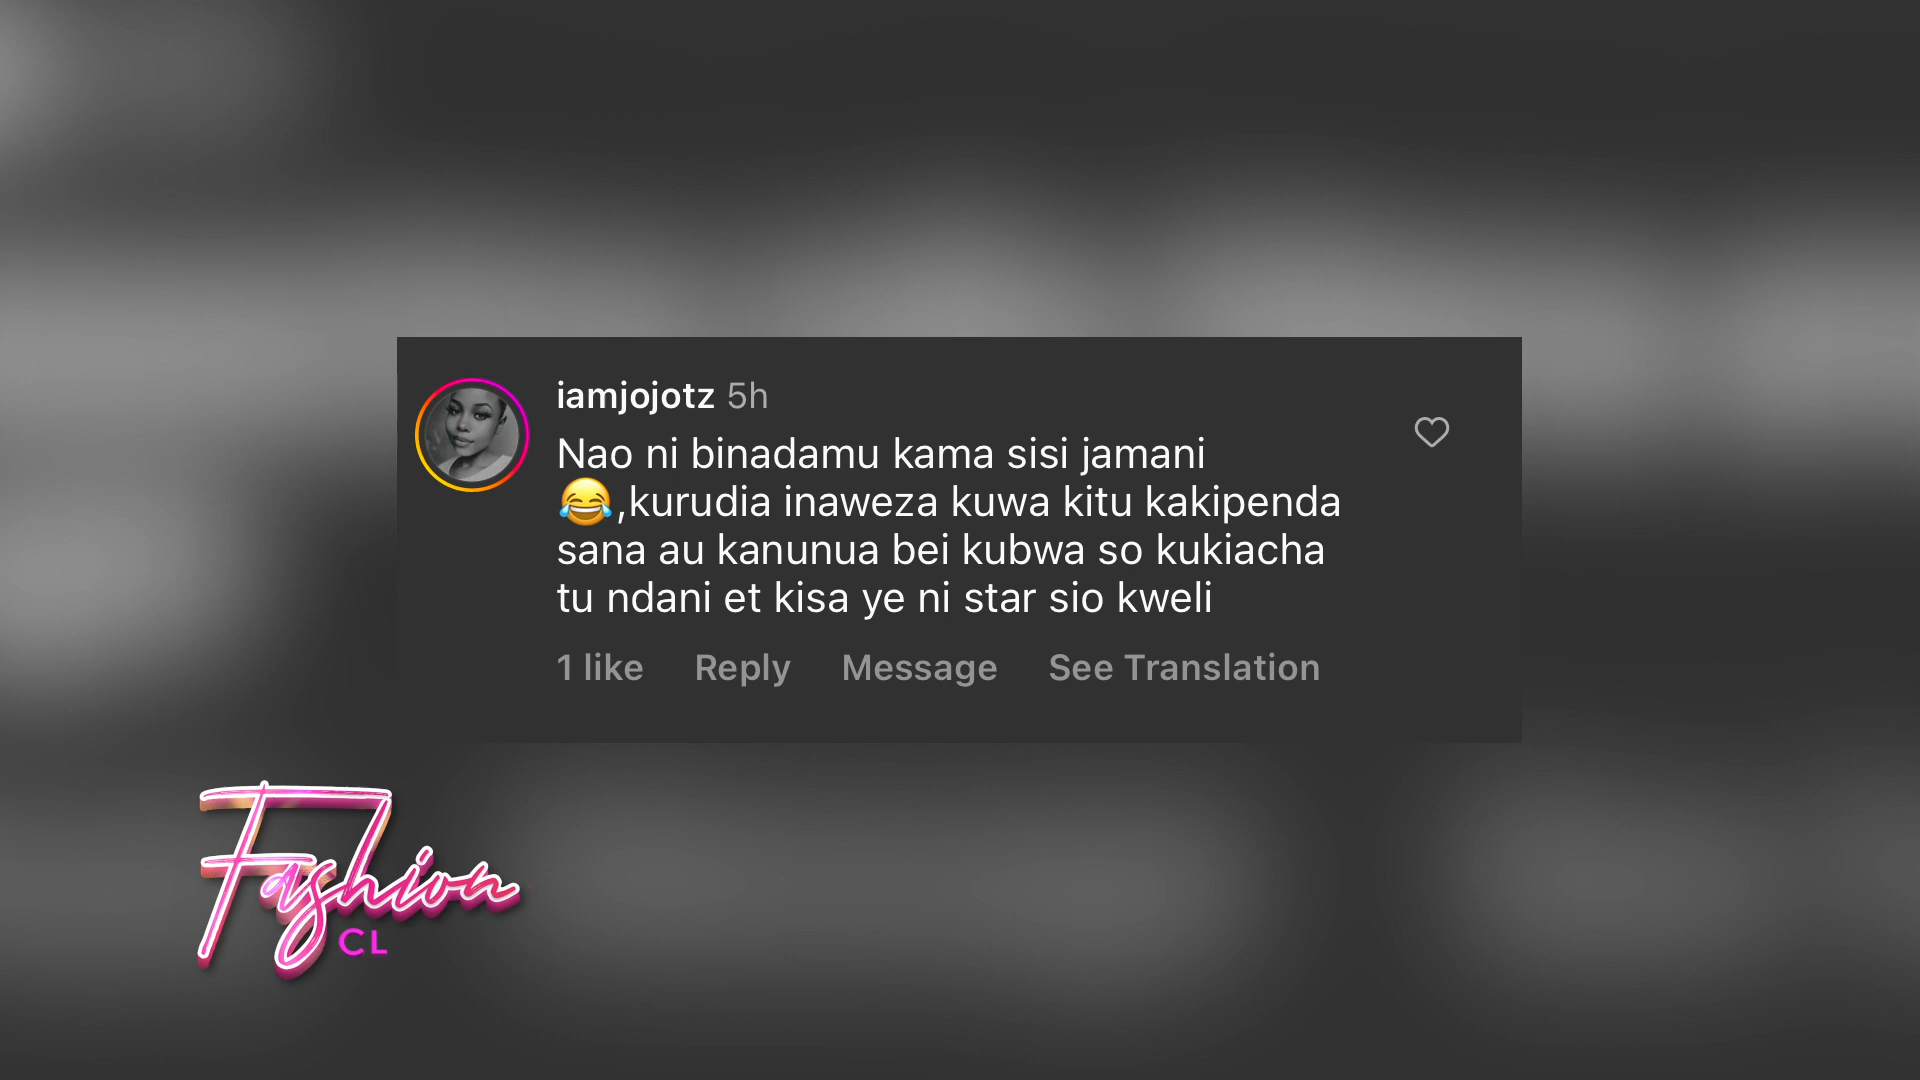 iamjojotz 5h
Nao ni binadamu kama sisi jamani
😂,kurudia inaweza kuwa kitu kakipenda
sana au kanunua bei kubwa so kukiacha
tu ndani et kisa ye ni star sio kweli
1 like Reply Message See Translation
Fashion
CL